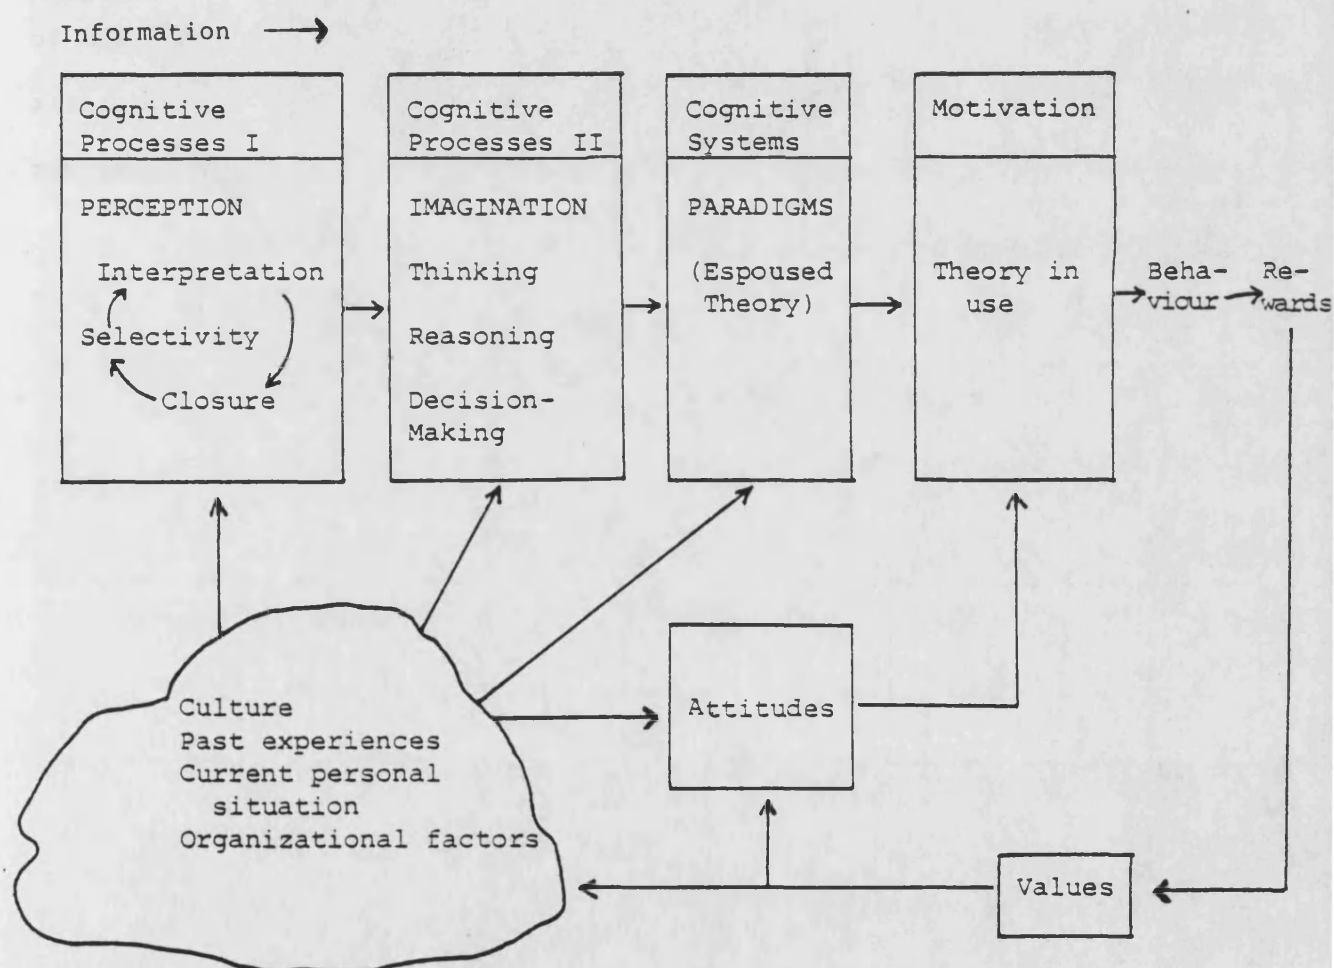 Information
Cognitive
Processes I
PERCEPTION
Interpretation
Selectivity
Closure
Cognitive
Processes II
IMAGINATION
Thinking
Reasoning
Decision-
Making
Cognitive
Systems
PARADIGMS
(Espoused
Theory)
Motivation
Theory in
use
Beha-
viour
Re-
wards
Culture
Past experiences
Current personal
situation
Organizational factors
Attitudes
Values